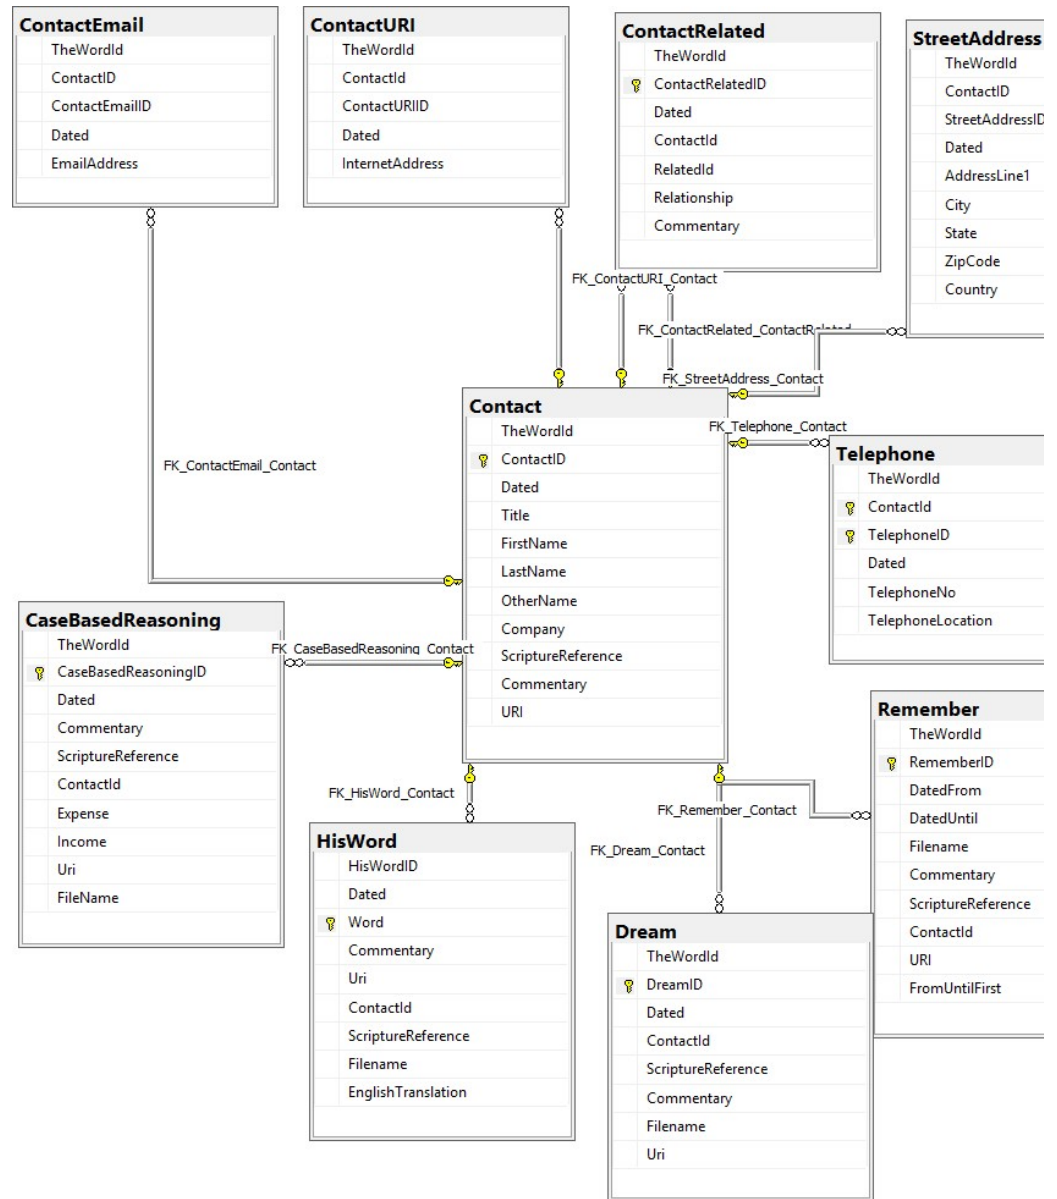 ContactEmail
TheWordId
ContactID
ContactEmailID
Dated
EmailAddress
ContactURI
TheWordId
ContactId
ContactURIID
Dated
InternetAddress
ContactRelated
TheWordId
ContactRelatedID
Dated
ContactId
RelatedId
Relationship
Commentary
StreetAddress
TheWordId
ContactID
StreetAddressID
Dated
AddressLine1
City
State
ZipCode
Country
FK_ContactURI_Contact
FK_ContactRelated_ContactRelated
FK_StreetAddress_Contact
FK_Telephone_Contact
FK_ContactEmail_Contact
Contact
TheWordId
ContactID
Dated
Title
FirstName
LastName
OtherName
Company
ScriptureReference
Commentary
URI
Telephone
TheWordId
ContactId
TelephoneID
Dated
TelephoneNo
TelephoneLocation
CaseBasedReasoning
TheWordId
CaseBasedReasoningID
Dated
Commentary
ScriptureReference
ContactId
Expense
Income
Uri
FileName
FK_CaseBasedReasoning_Contact
FK_HisWord_Contact
FK_Remember_Contact
FK_Dream_Contact
Remember
TheWordId
RememberID
DatedFrom
DatedUntil
Filename
Commentary
ScriptureReference
ContactId
URI
FromUntilFirst
HisWord
HisWordID
Dated
Word
Commentary
Uri
ContactId
ScriptureReference
Filename
EnglishTranslation
Dream
TheWordId
DreamID
Dated
ContactId
ScriptureReference
Commentary
Filename
Uri